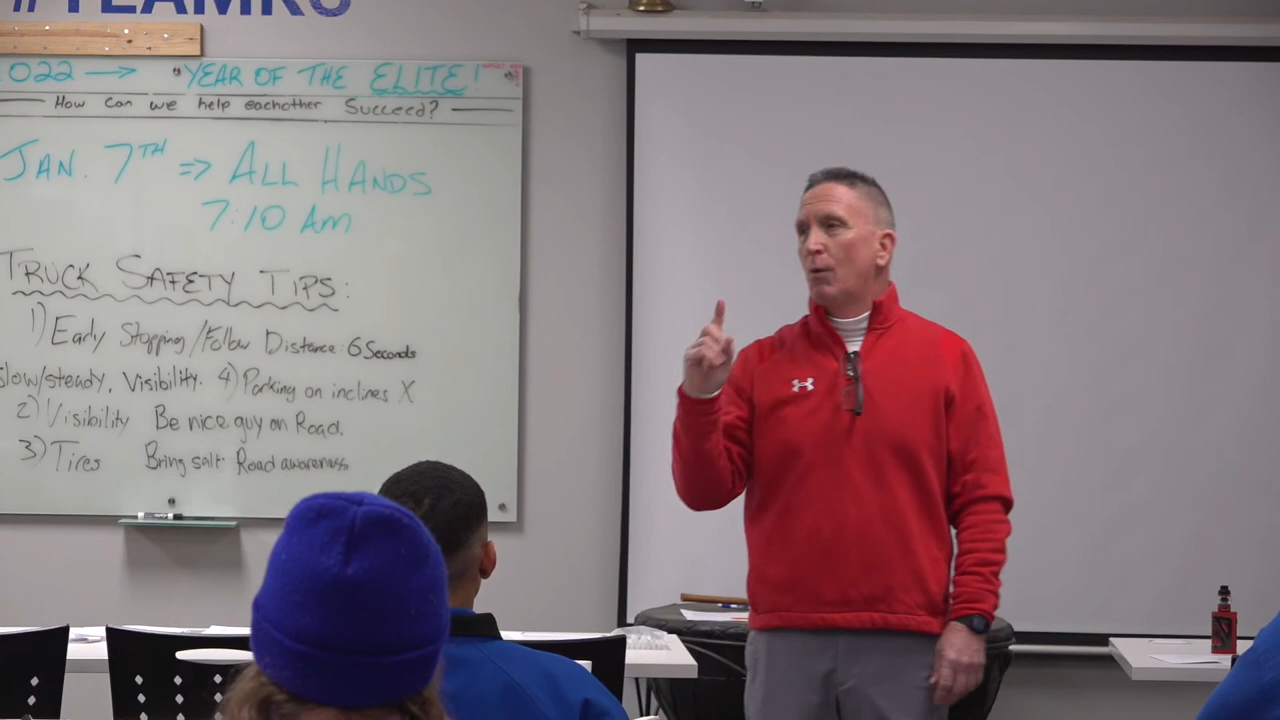 #TEAMKC
2022 → "YEAR OF THE ELITE!
How can we help eachother Succeed?
JAN. 7TH => ALL HANDS
7:10 AM
TRUCK SAFETY TIPS:
1) Early Stopping/Follow Distance: 6 Seconds
Slow/steady, Visibility. 4) Parking on inclines X
2) Visibility Be nice guy on Road.
3) Tires Bring salt Road awareness